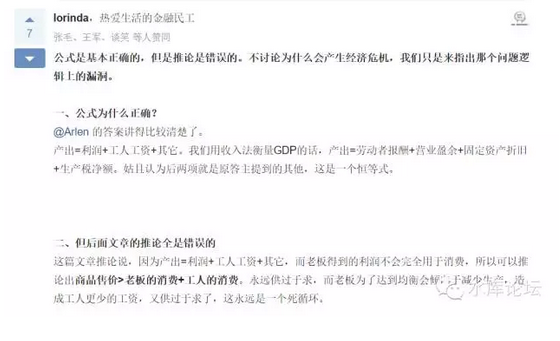 lorinda，热爱生活的金融民工
7
张毛、王军、谈笑 等人赞同
公式是基本正确的，但是推论是错误的。不讨论为什么会产生经济危机，我们只是来指出那个问题逻
辑上的漏洞。
一、公式为什么正确？
@Arlen 的答案讲得比较清楚了。
产出=利润+工人工资+其它。我们用收入法衡量GDP的话，产出=劳动者报酬+营业盈余+固定资产折旧
+生产税净额。姑且认为后两项就是原答主提到的其他，这是一个恒等式。
二、但后面文章的推论全是错误的
这篇文章推论说，因为产出=利润+工人工资+其它，而老板得到的利润不会完全用于消费，所以可以推
论出商品售价>老板的消费+工人的消费。永远供过于求，而老板为了达到均衡会倾于减少生产，造
成工人更少的工资，又供过于求了，这永远是一个死循环。
水库论坛